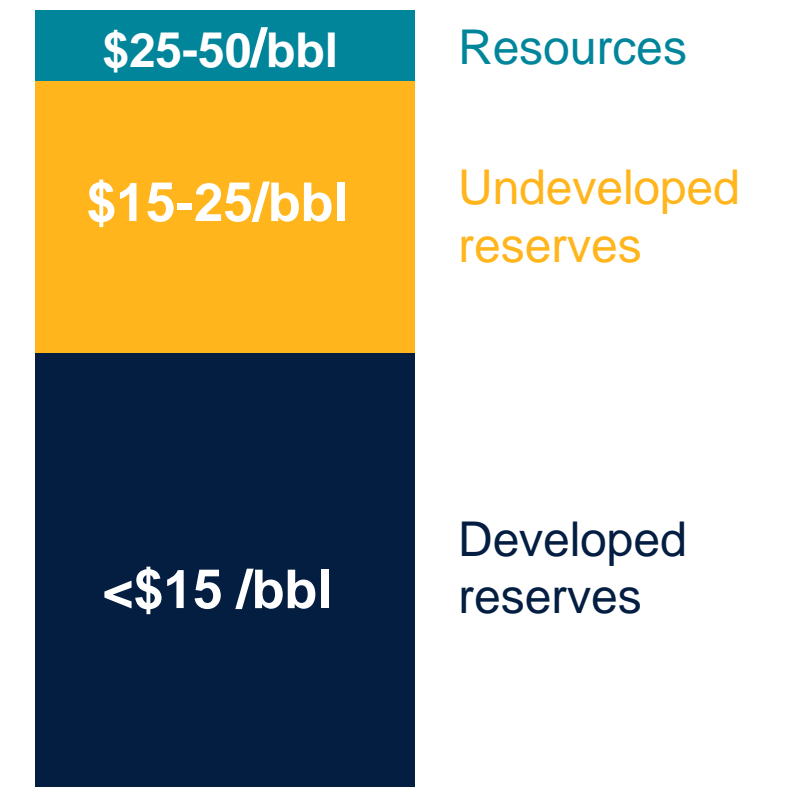 $25-50/bbl
Resources
$15-25/bbl
Undeveloped
reserves
<$15 /bbl
Developed
reserves